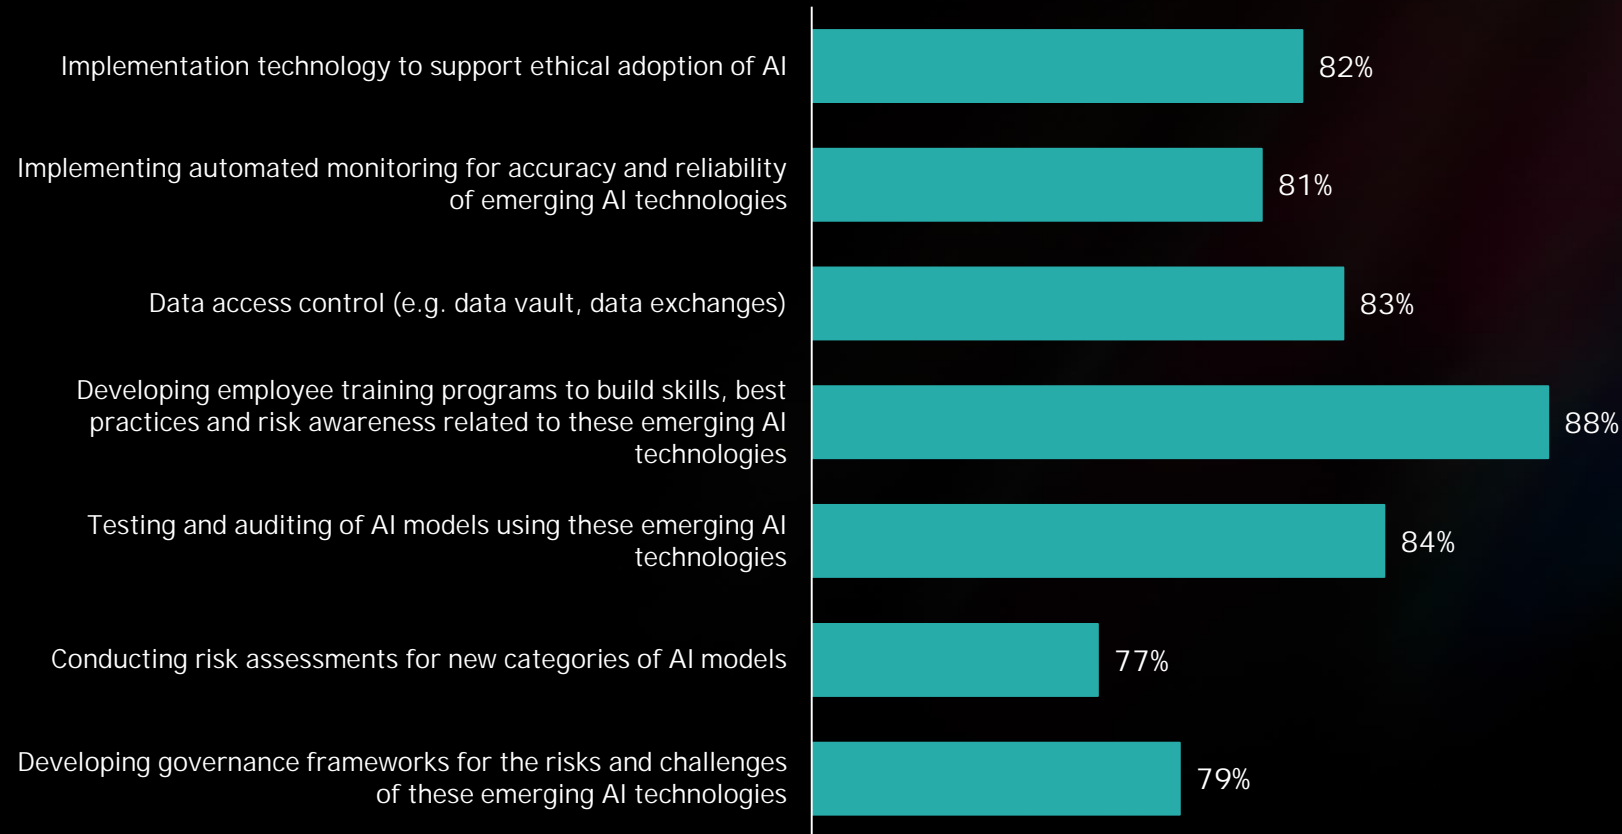 Implementation technology to support ethical adoption of AI
82%
Implementing automated monitoring for accuracy and reliability
of emerging AI technologies
81%
Data access control (e.g. data vault, data exchanges)
83%
Developing employee training programs to build skills, best
practices and risk awareness related to these emerging AI
technologies
88%
Testing and auditing of AI models using these emerging AI
technologies
84%
Conducting risk assessments for new categories of AI models
77%
Developing governance frameworks for the risks and challenges
of these emerging AI technologies
79%